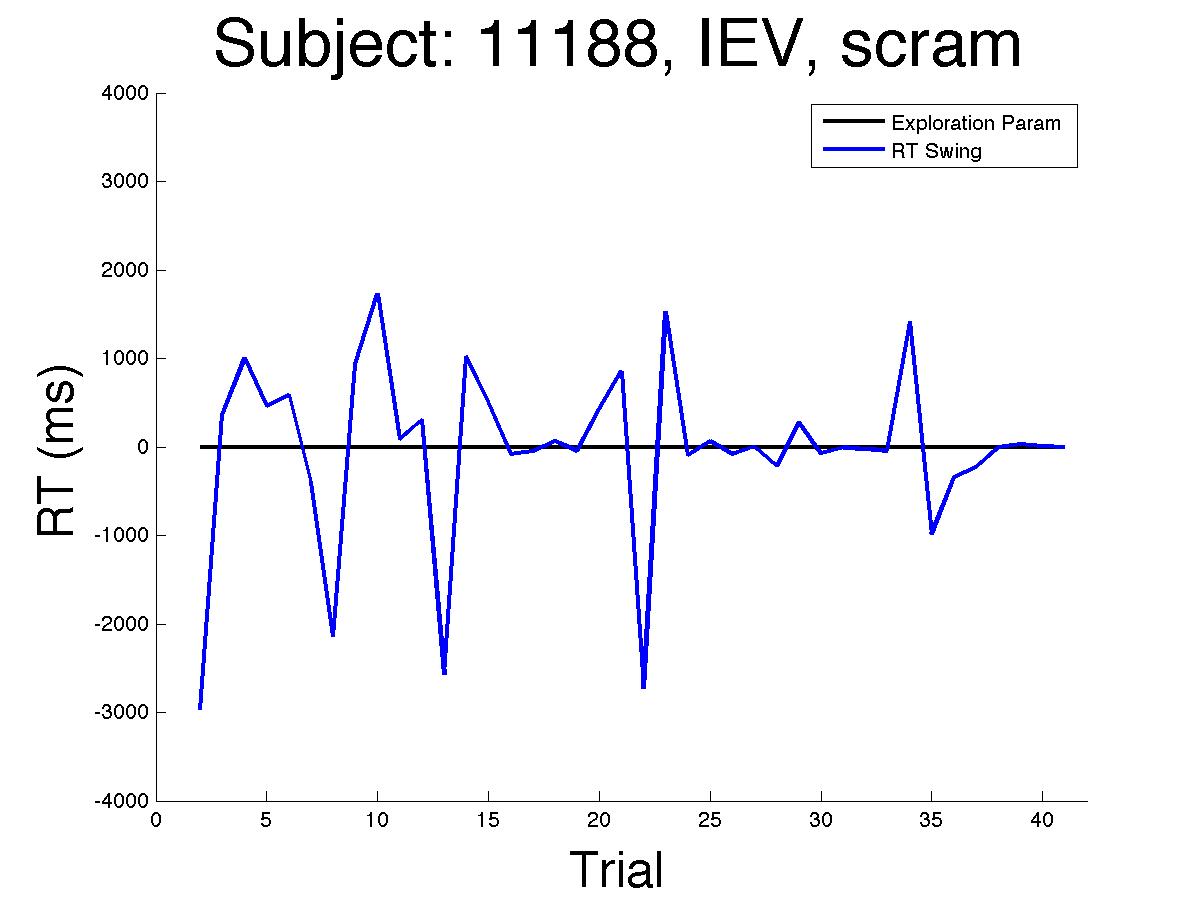 Subject: 11188, IEV, scram
Exploration Param
RT Swing
4000
3000
2000
1000
0
-1000
-2000
-3000
-4000
RT (ms)
0 5 10 15 20 25 30 35 40
Trial